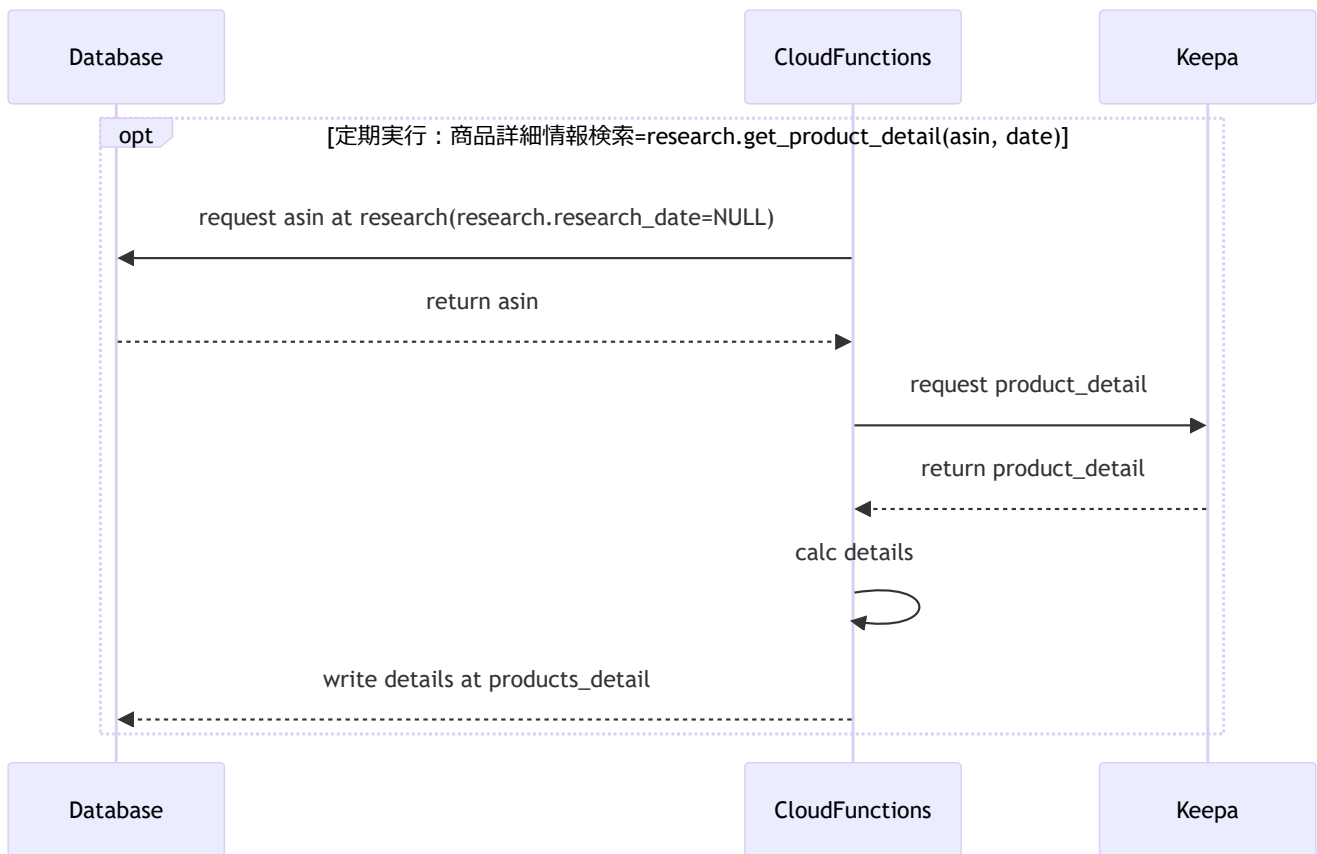 Database
CloudFunctions
Keepa
opt
[定期実行：商品詳細情報検索=research.get_product_detail(asin, date)]
request asin at research(research.research_date=NULL)
return asin
request product_detail
return product_detail
calc details
write details at products_detail
Database
CloudFunctions
Keepa